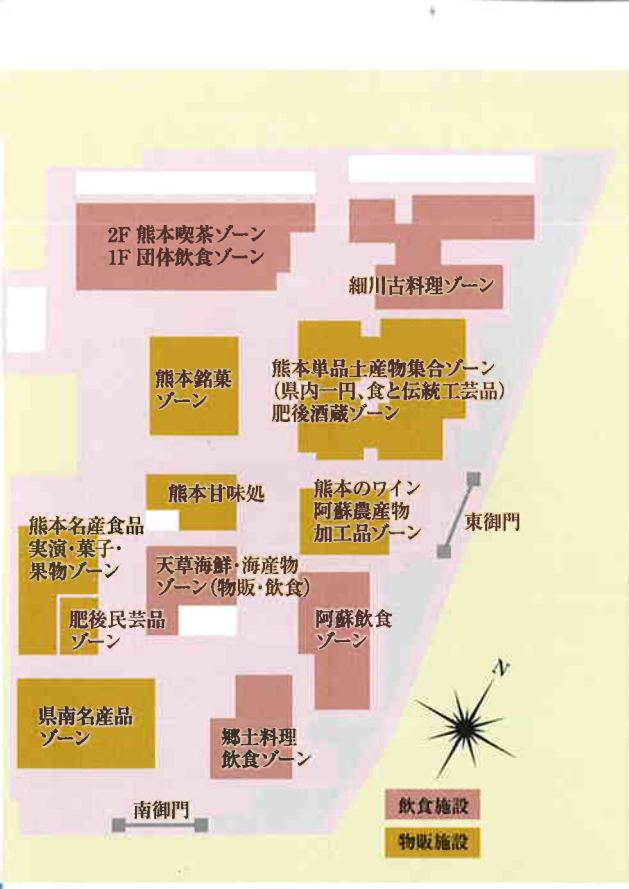 2F 熊本喫茶ゾーン
1F 団体飲食ゾーン
細川古料理ゾーン
熊本銘菓
ゾーン
熊本単品土産物集合ゾーン
(県内一円、食と伝統工芸品)
肥後酒蔵ゾーン
熊本甘味処
熊本のワイン
阿蘇農産物
加工品ゾーン
東御門
熊本名産食品
実演・菓子・
果物ゾーン
天草海鮮・海産物
ゾーン(物販・飲食)
肥後民芸品
ゾーン
阿蘇飲食
ゾーン
県南名産品
ゾーン
郷土料理
飲食ゾーン
南御門
N
飲食施設
物販施設